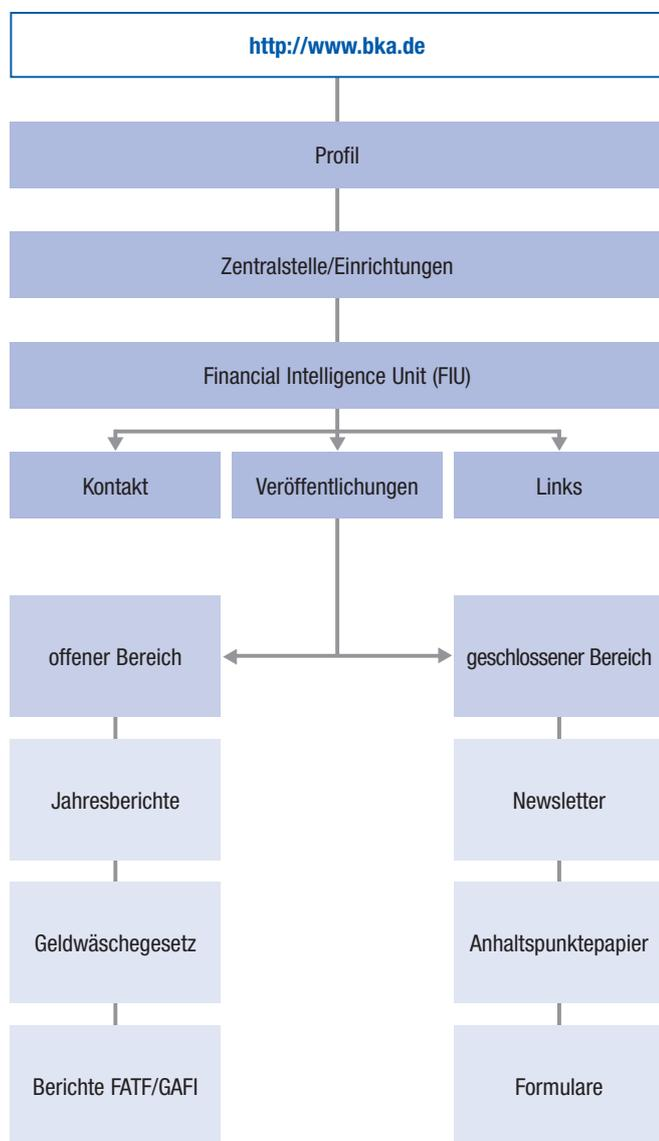 http://www.bka.de
Profil
Zentralstelle/Einrichtungen
Financial Intelligence Unit (FIU)
Kontakt
Veröffentlichungen
Links
offener Bereich
geschlossener Bereich
Jahresberichte
Newsletter
Geldwäschegesetz
Anhaltspunktepapier
Berichte FATF/GAFI
Formulare